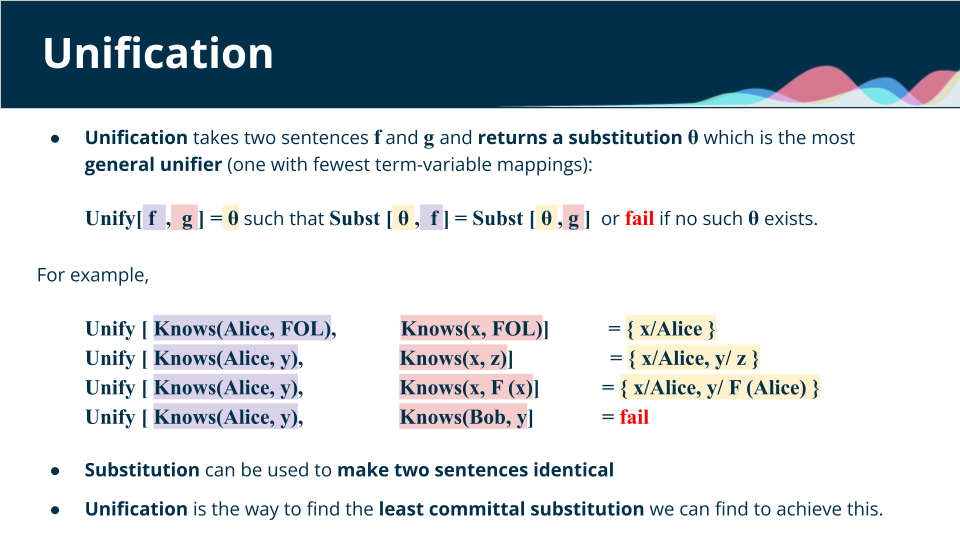 Unification
● Unification takes two sentences f and g and returns a substitution θ which is the most
general unifier (one with fewest term-variable mappings):
Unify[ f , g ] = θ such that Subst [ θ , f ] = Subst [ θ , g ] or fail if no such θ exists.
For example,
Unify [ Knows(Alice, FOL), Knows(x, FOL)] = { x/Alice }
Unify [ Knows(Alice, y), Knows(x, z)] = { x/Alice, y/ z }
Unify [ Knows(Alice, y), Knows(x, F (x)] = { x/Alice, y/ F (Alice) }
Unify [ Knows(Alice, y), Knows(Bob, y] = fail
● Substitution can be used to make two sentences identical
● Unification is the way to find the least committal substitution we can find to achieve this.